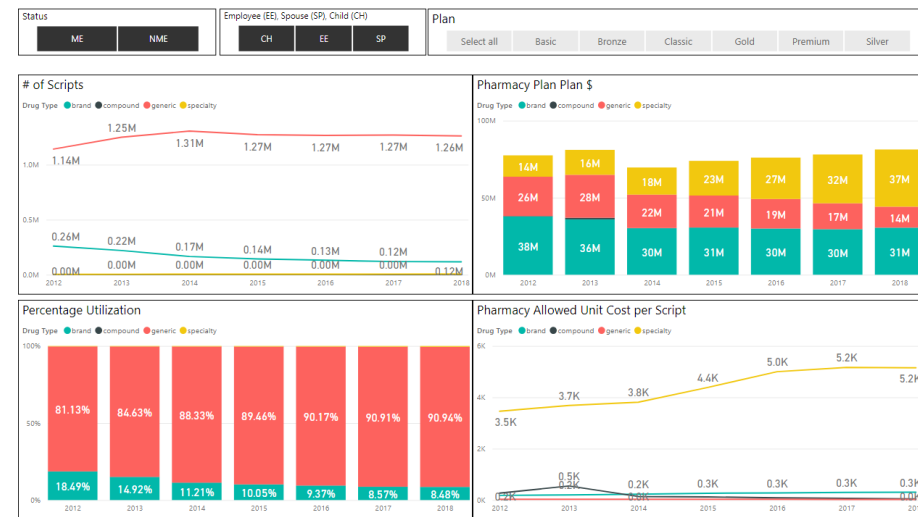 Status
ME NME
Employee (EE), Spouse (SP), Child (CH)
CH EE SP
Plan
Select all Basic Bronze Classic Gold Premium Silver
# of Scripts
Drug Type brand compound generic specialty
1.0M
0.5M
0.0M
1.14M 1.25M 1.31M 1.27M 1.27M 1.27M 1.26M
0.26M 0.22M 0.17M 0.14M 0.13M 0.12M 0.12M
0.00M 0.00M 0.00M 0.00M 0.00M 0.00M
2012 2013 2014 2015 2016 2017 2018
Pharmacy Plan Plan $
Drug Type brand compound generic specialty
100M
50M
0M
14M 16M 18M 23M 27M 32M 37M
26M 28M 22M 21M 19M 17M 14M
38M 36M 30M 31M 30M 30M 31M
2012 2013 2014 2015 2016 2017 2018
Percentage Utilization
Drug Type brand compound generic specialty
100%
50%
0%
81.13% 84.63% 88.33% 89.46% 90.17% 90.91% 90.94%
18.49% 14.92% 11.21% 10.05% 9.37% 8.57% 8.48%
2012 2013 2014 2015 2016 2017 2018
Pharmacy Allowed Unit Cost per Script
Drug Type brand compound generic specialty
6K
4K
2K
0K
3.5K 3.7K 3.8K 4.4K 5.0K 5.2K 5.2K
0.5K
0.2K 0.2K 0.2K 0.3K 0.3K 0.3K 0.3K
0.0K 0.0K
2012 2013 2014 2015 2016 2017